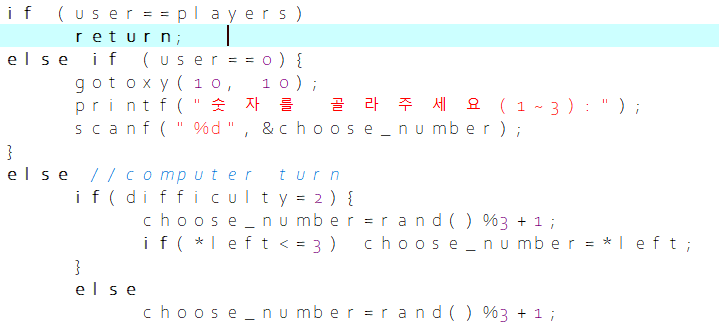 if (user==players)
return;
else if (user==0){
gotoxy(10, 10);
printf("숫자를 골라주세요(1~3):");
scanf("%d",&choose_number);
}
else //computer turn
if(difficulty=2){
choose_number=rand()%3+1;
if(*left<=3) choose_number=*left;
}
else
choose_number=rand()%3+1;